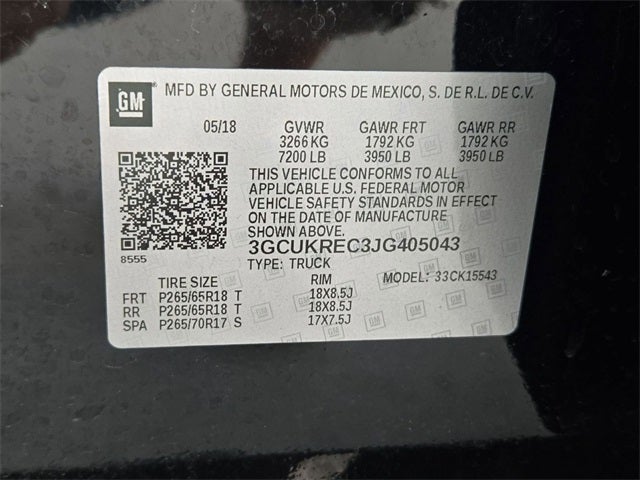 GM MFD BY GENERAL MOTORS DE MEXICO, S. DE R.L. DE C.V.
05/18 GVWR GAWR FRT GAWR RR
3266 KG 1792 KG 1792 KG
7200 LB 3950 LB 3950 LB
THIS VEHICLE CONFORMS TO ALL
APPLICABLE U.S. FEDERAL MOTOR
VEHICLE SAFETY STANDARDS IN EFFECT
ON THE DATE OF MANUFACTURE
SHOWN ABOVE.
3GCUKREC3JG405043
8555
TYPE: TRUCK MODEL: 33CK15543
TIRE SIZE RIM
FRT P265/65R18 T 18X8.5J
RR P265/65R18 T 18X8.5J
SPA P265/70R17 S 17X7.5J